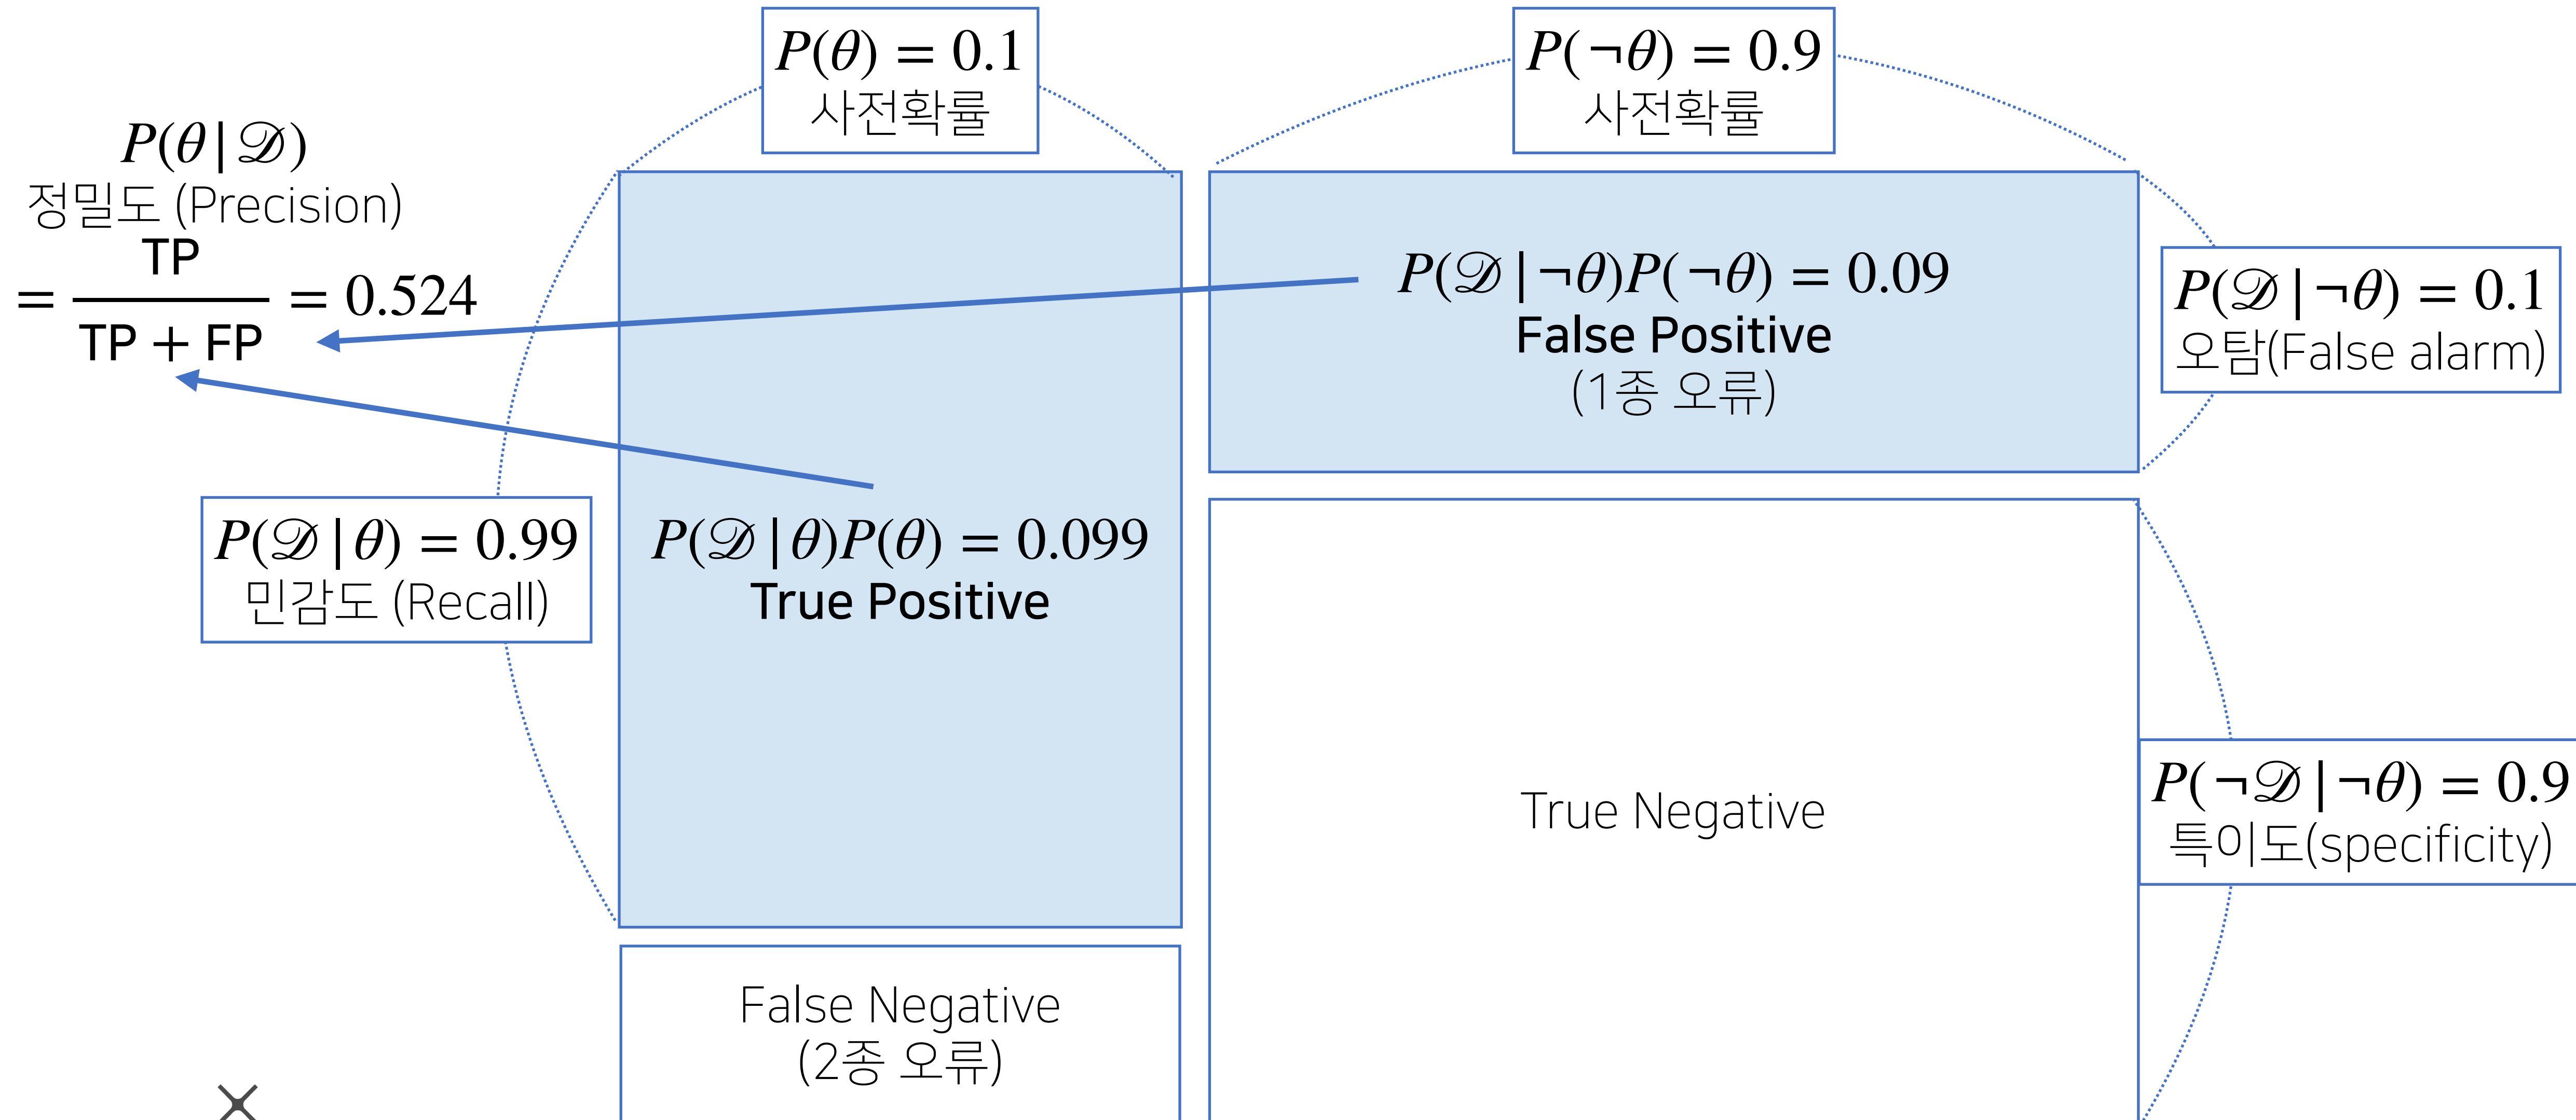 P(θ) = 0.1
사전확률
P(¬θ) = 0.9
사전확률
P(θ|𝒟)
정밀도 (Precision)
= TP / TP + FP = 0.524
P(𝒟|¬θ)P(¬θ) = 0.09
False Positive
(1종 오류)
P(𝒟|¬θ) = 0.1
오탐(False alarm)
P(𝒟|θ) = 0.99
민감도 (Recall)
P(𝒟|θ)P(θ) = 0.099
True Positive
True Negative
P(¬𝒟|¬θ) = 0.9
특이도(specificity)
False Negative
(2종 오류)